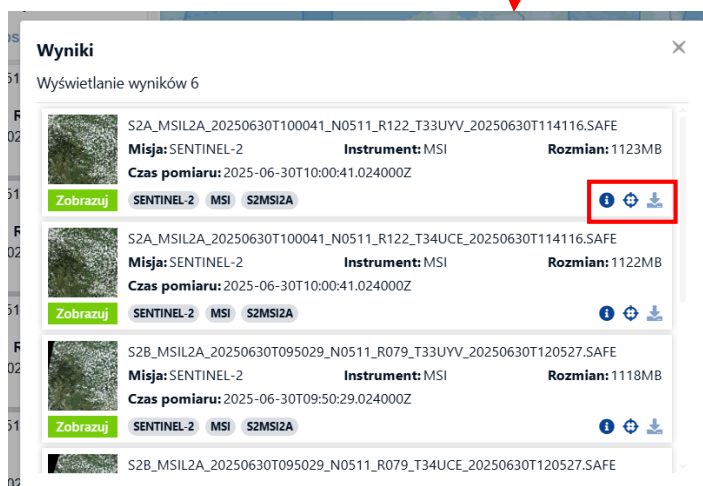 Wyniki
Wyświetlanie wyników 6
S2A_MSIL2A_20250630T100041_N0511_R122_T33UYV_20250630T114116.SAFE
Misja: SENTINEL-2 Instrument: MSI Rozmian: 1123MB
Czas pomiaru: 2025-06-30T10:00:41.024000Z
Zobrazuj SENTINEL-2 MSI S2MSI2A
S2A_MSIL2A_20250630T100041_N0511_R122_T34UCE_20250630T114116.SAFE
Misja: SENTINEL-2 Instrument: MSI Rozmian: 1122MB
Czas pomiaru: 2025-06-30T10:00:41.024000Z
Zobrazuj SENTINEL-2 MSI S2MSI2A
S2B_MSIL2A_20250630T095029_N0511_R079_T33UYV_20250630T120527.SAFE
Misja: SENTINEL-2 Instrument: MSI Rozmian: 1118MB
Czas pomiaru: 2025-06-30T09:50:29.024000Z
Zobrazuj SENTINEL-2 MSI S2MSI2A
S2B_MSIL2A_20250630T095029_N0511_R079_T34UCE_20250630T120527.SAFE